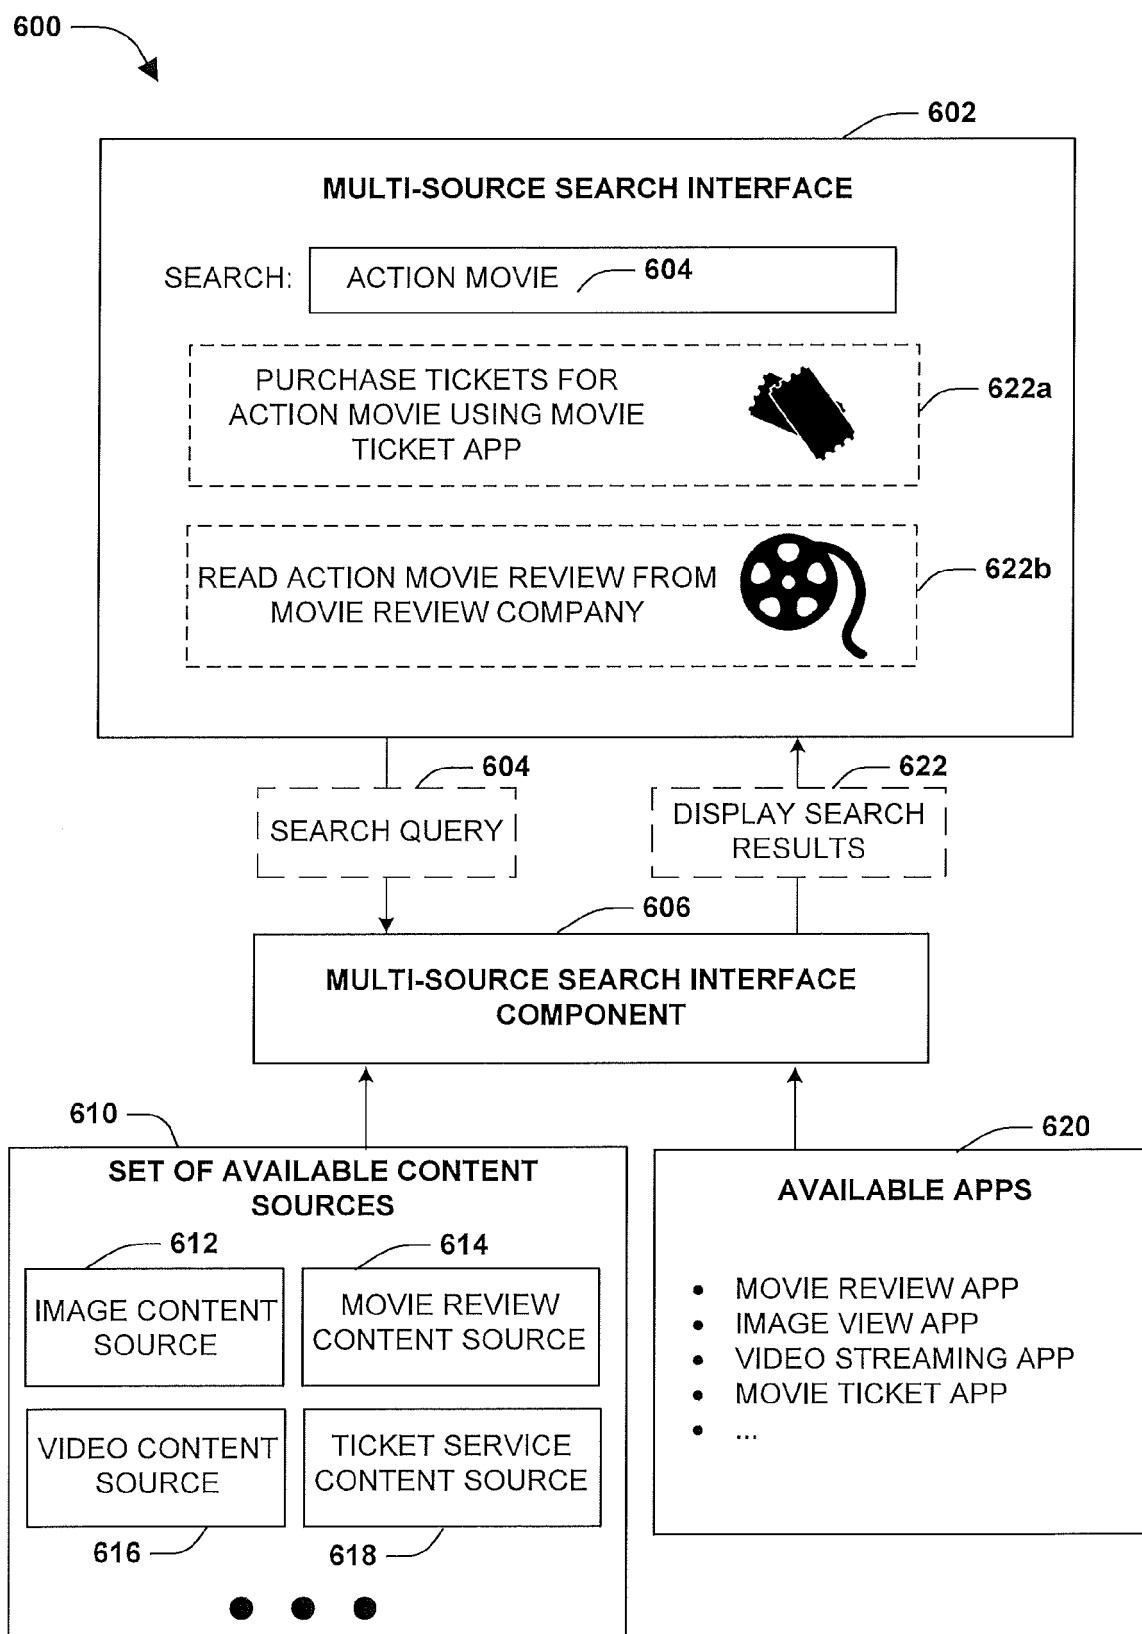 600
602
MULTI-SOURCE SEARCH INTERFACE
SEARCH: ACTION MOVIE 604
PURCHASE TICKETS FOR
ACTION MOVIE USING MOVIE
TICKET APP
622a
READ ACTION MOVIE REVIEW FROM
MOVIE REVIEW COMPANY
622b
604
SEARCH QUERY
622
DISPLAY SEARCH
RESULTS
606
MULTI-SOURCE SEARCH INTERFACE
COMPONENT
610
SET OF AVAILABLE CONTENT
SOURCES
612
IMAGE CONTENT
SOURCE
614
MOVIE REVIEW
CONTENT SOURCE
VIDEO CONTENT
SOURCE
616
TICKET SERVICE
CONTENT SOURCE
618
620
AVAILABLE APPS
• MOVIE REVIEW APP
• IMAGE VIEW APP
• VIDEO STREAMING APP
• MOVIE TICKET APP
• ...